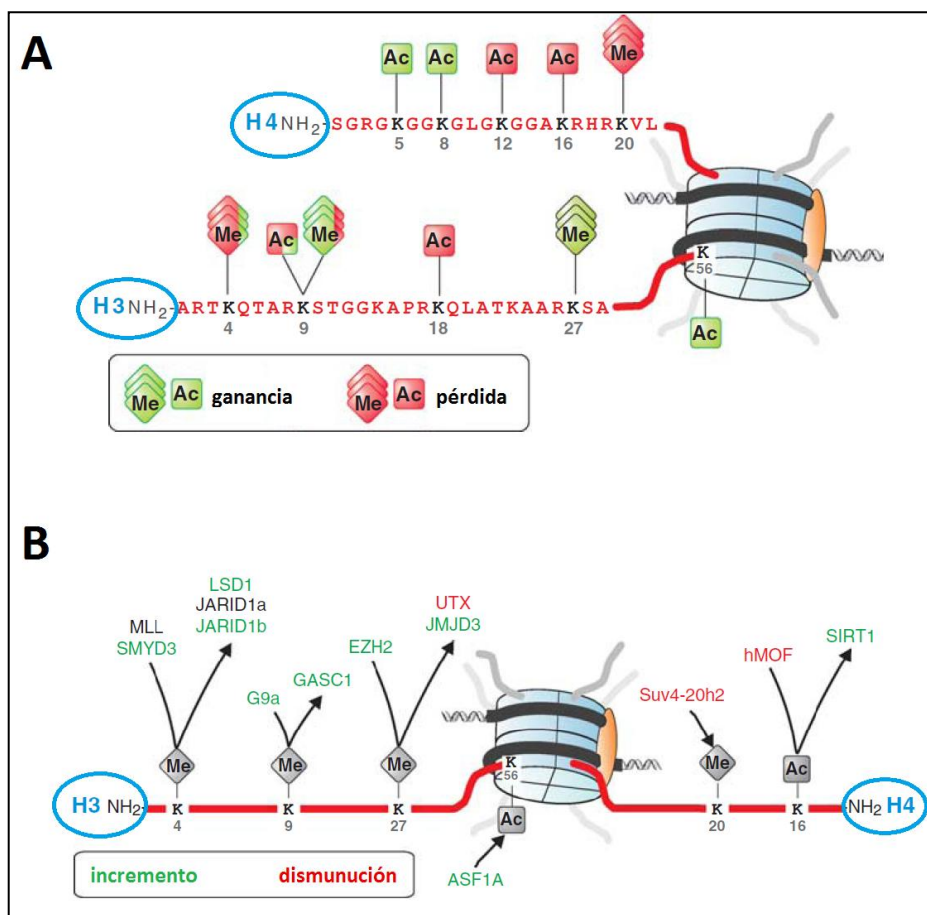 A
Ac Ac Ac Ac Me
H4 NH2-SGRGKGGKGLGKGGAKRHRKVL
5 8 12 16 20
Me Ac Me Ac Me
K
56
H3 NH2-ARTKQTARKSTGGKAPRKQLATKAARKSA
4 9 18 27
Ac
Me Ac ganancia Me Ac pérdida
B
LSD1
JARID1a
JARID1b
MLL
SMYD3
G9a
GASC1
EZH2
UTX
JMJD3
Suv4-20h2
hMOF
SIRT1
Me Me Me Me Ac
K
56
H3 NH2- K K K K K -NH2 H4
4 9 27 20 16
Ac
ASF1A
incremento dismunución